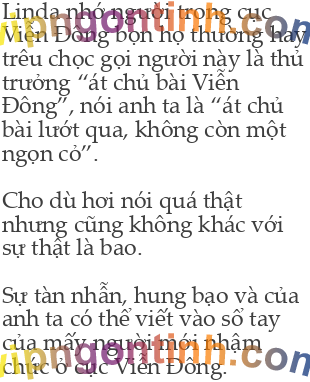 Linda nhớ người trong cục
Viễn Đông bọn họ thường hay
trêu chọc gọi người này là thủ
trưởng “át chủ bài Viễn
Đông”, nói anh ta là “át chủ
bài lướt qua, không còn một
ngọn cỏ”.
Cho dù hơi nói quá thật
nhưng cũng không khác với
sự thật là bao.
Sự tàn nhẫn, hung bạo và của
anh ta có thể viết vào sổ tay
của mấy người mới nhậm
chức ở cục Viễn Đông.
vipngontinh.com
vipngontinh.com